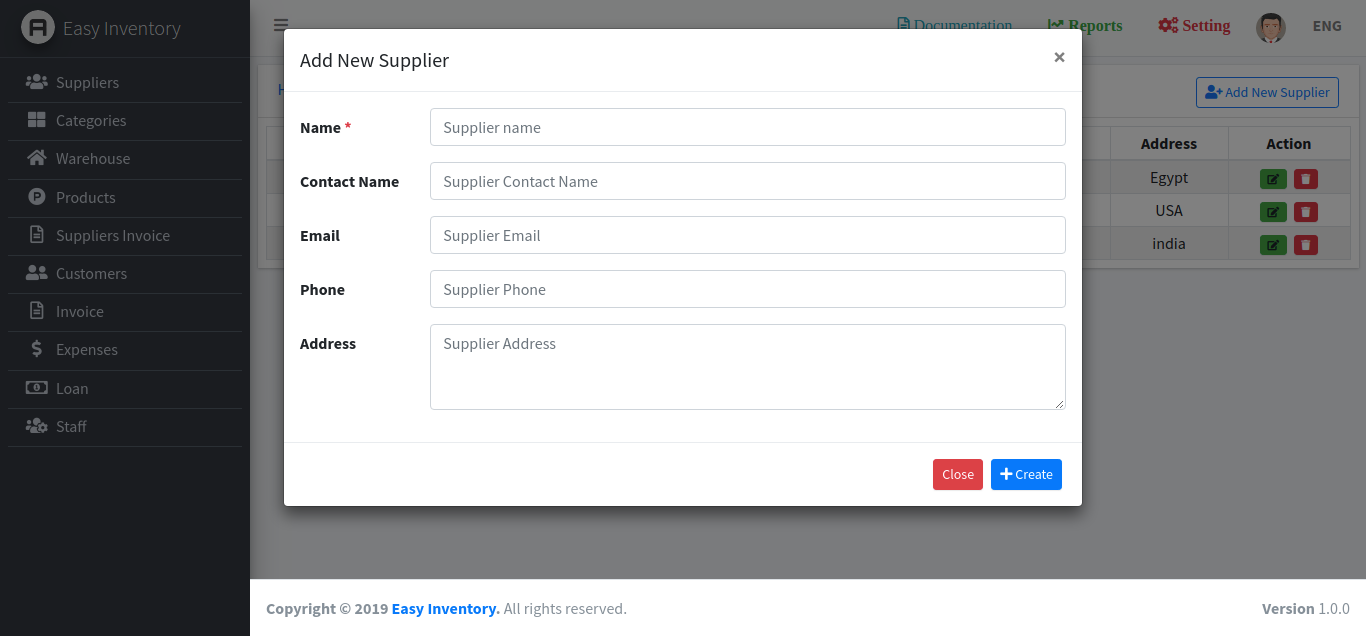 Easy Inventory
Documentation
Reports
Setting
ENG
Suppliers
Categories
Warehouse
Products
Suppliers Invoice
Customers
Invoice
Expenses
Loan
Staff
Add New Supplier
Address Action
Egypt
USA
india
Add New Supplier
×
Name *
Supplier name
Contact Name
Supplier Contact Name
Email
Supplier Email
Phone
Supplier Phone
Address
Supplier Address
Close
Create
Copyright © 2019 Easy Inventory. All rights reserved.
Version 1.0.0